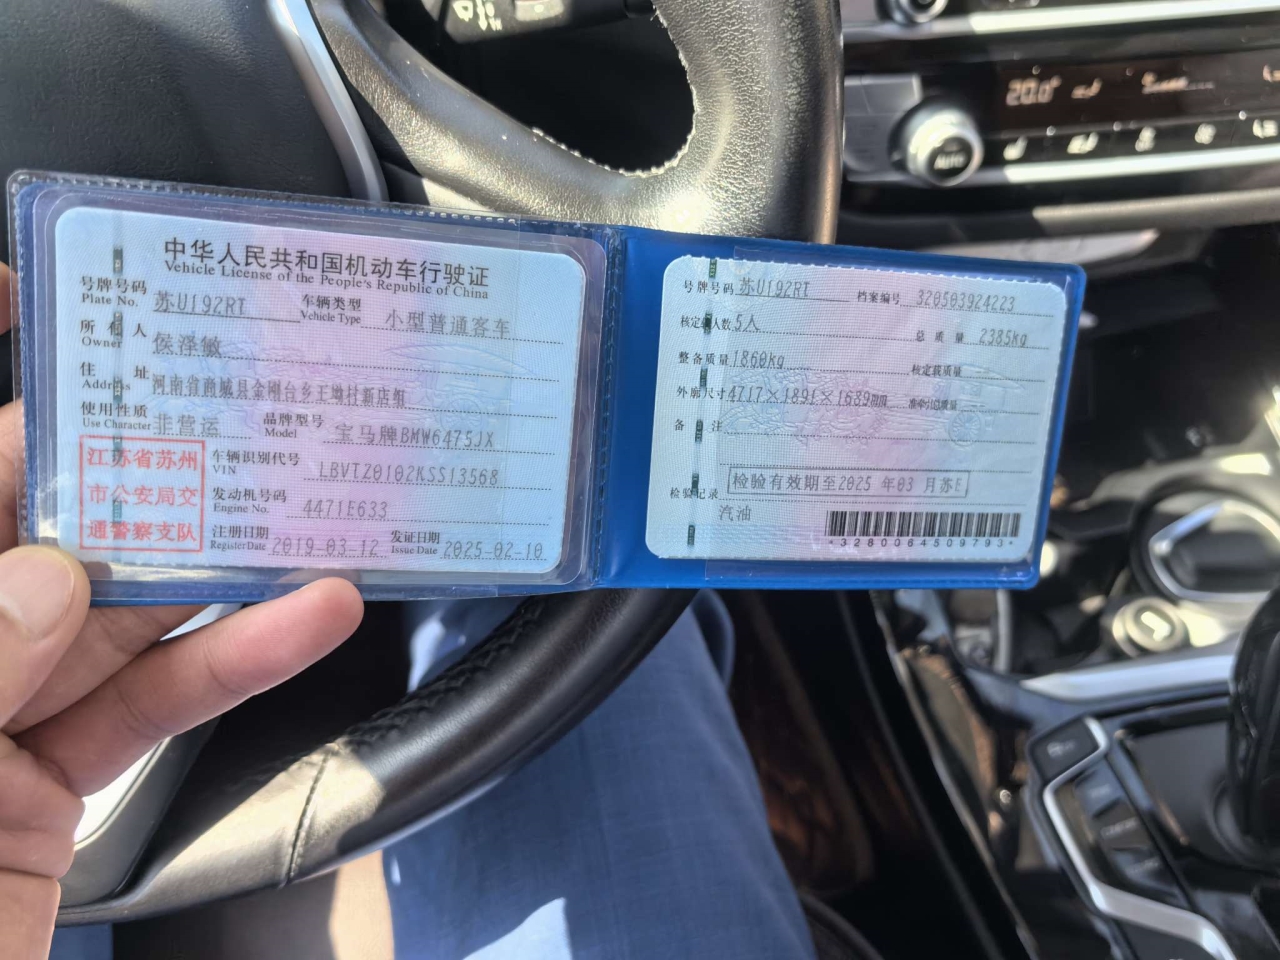 中华人民共和国机动车行驶证
Vehicle License of the People's Republic of China
号牌号码 苏U192RT 车辆类型 小型普通客车
Plate No. Vehicle Type
所有人 侯泽敏
Owner
住址 河南省商城县金刚台乡王坳村新店组
Address
使用性质 非营运 品牌型号 宝马牌BMW6475JX
Use Character Model
江苏省苏州
市公安局交
通警察支队
车辆识别代号 LBVTZ0102KSS13568
VIN
发动机号码 4471E633
Engine No.
注册日期 2019-03-12 发证日期 2025-02-10
Register Date Issue Date
号牌号码 苏U192RT 档案编号 320503924223
核定载人数 5人 总质量 2385kg
整备质量 1860kg 核定载质量
外廓尺寸 4717×1891×1689mm 准牵引总质量
备注
检验有效期至2025年03月苏E
检验记录
汽油
*3280064509793*
20.0°
AUTO